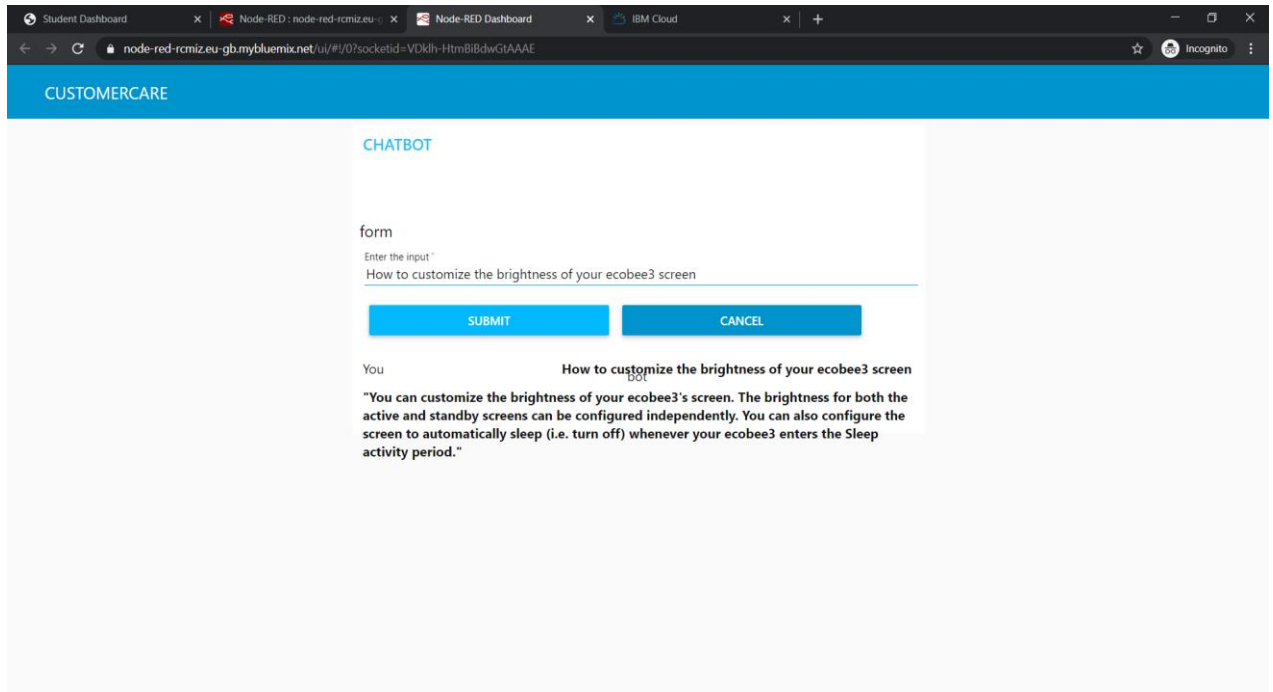 Student Dashboard
Node-RED : node-red-rcmiz.eu-g
Node-RED Dashboard
IBM Cloud
node-red-rcmiz.eu-gb.mybluemix.net/ui/#!/0?socketid=VDklh-HtmBiBdwGtAAAE
Incognito
CUSTOMERCARE
CHATBOT
form
Enter the input *
How to customize the brightness of your ecobee3 screen
SUBMIT
CANCEL
You
How to customize the brightness of your ecobee3 screen
bot
"You can customize the brightness of your ecobee3's screen. The brightness for both the
active and standby screens can be configured independently. You can also configure the
screen to automatically sleep (i.e. turn off) whenever your ecobee3 enters the Sleep
activity period."